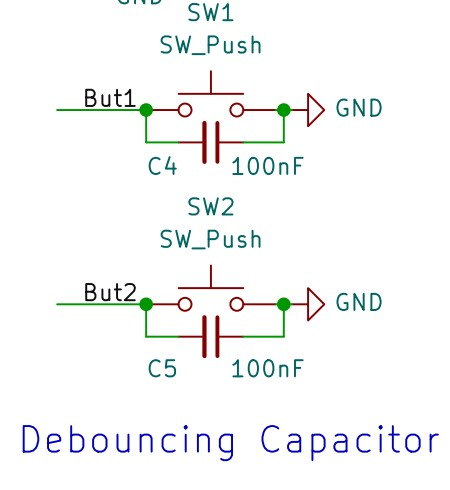 GND
SW1
SW_Push
But1
GND
C4 100nF
SW2
SW_Push
But2
GND
C5 100nF
Debouncing Capacitor